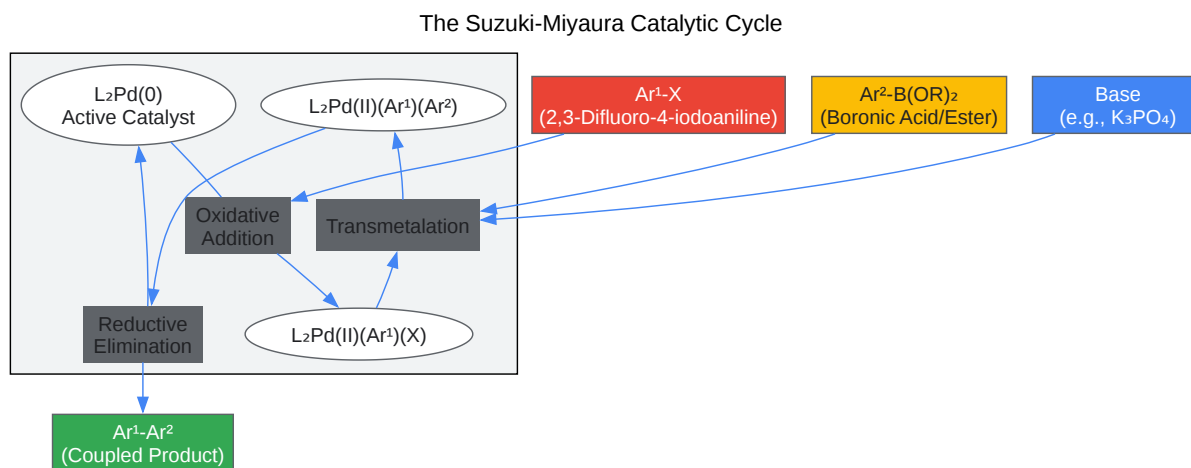 The Suzuki-Miyaura Catalytic Cycle
L₂Pd(0)
Active Catalyst
L₂Pd(II)(Ar¹)(Ar²)
Ar¹-X
(2,3-Difluoro-4-iodoaniline)
Ar²-B(OR)₂
(Boronic Acid/Ester)
Base
(e.g., K₃PO₄)
Oxidative
Addition
Transmetalation
Reductive
Elimination
L₂Pd(II)(Ar¹)(X)
Ar¹-Ar²
(Coupled Product)